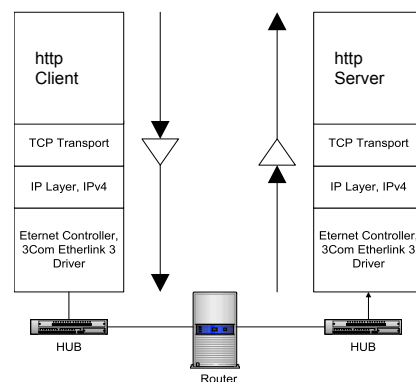 http
Client
TCP Transport
IP Layer, IPv4
Eternet Controller,
3Com Etherlink 3
Driver
http
Server
TCP Transport
IP Layer, IPv4
Eternet Controller,
3Com Etherlink 3
Driver
HUB
Router
HUB